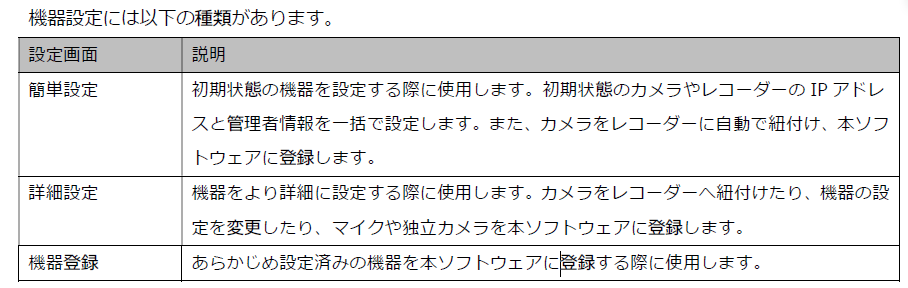 機器設定には以下の種類があります。
設定画面 説明
簡単設定 初期状態の機器を設定する際に使用します。初期状態のカメラやレコーダーの IP アドレ
スと管理者情報を一括で設定します。また、カメラをレコーダーに自動で紐付け、本ソフ
トウェアに登録します。
詳細設定 機器をより詳細に設定する際に使用します。カメラをレコーダーへ紐付けたり、機器の設
定を変更したり、マイクや独立カメラを本ソフトウェアに登録します。
機器登録 あらかじめ設定済みの機器を本ソフトウェアに登録する際に使用します。